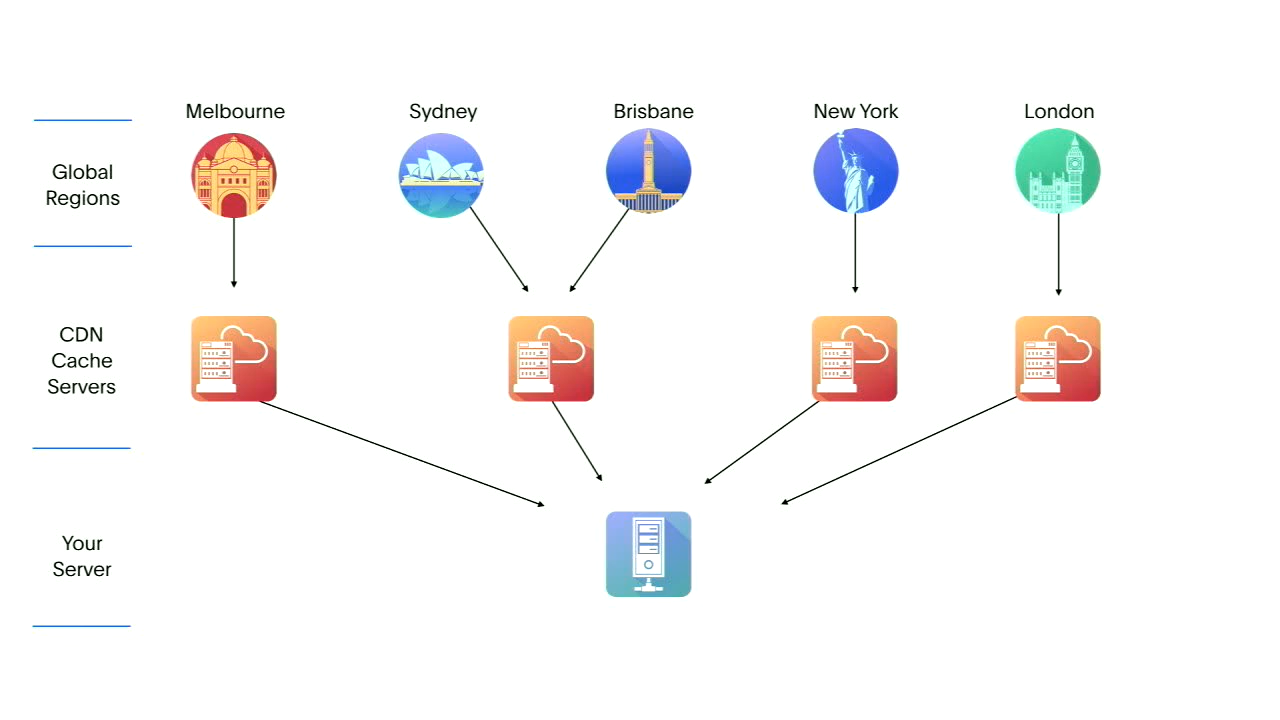 Melbourne
Sydney
Brisbane
New York
London
Global
Regions
CDN
Cache
Servers
Your
Server